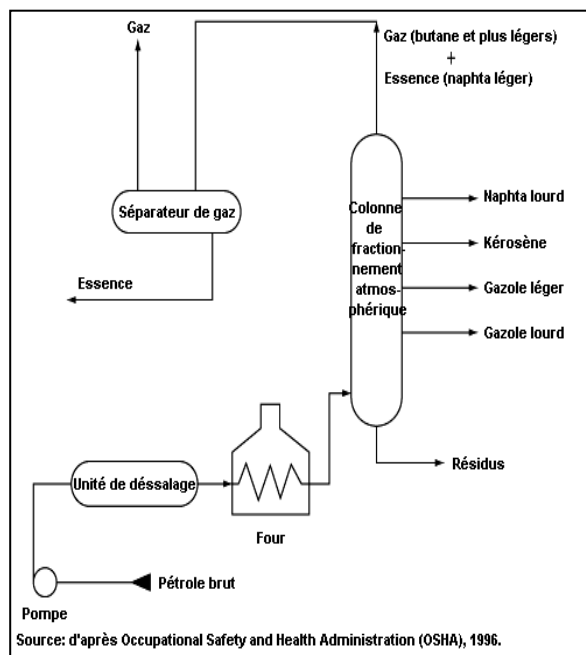 Gaz
Gaz (butane et plus légers)
+
Essence (naphta léger)
Séparateur de gaz
Colonne
de
fraction-
nement
atmos-
phérique
Naphta lourd
Kérosène
Gazole léger
Gazole lourd
Essence
Résidus
Unité de déssalage
Four
Pétrole brut
Pompe
Source: d'après Occupational Safety and Health Administration (OSHA), 1996.